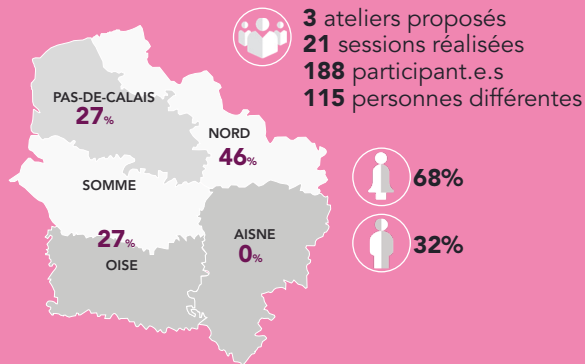 3 ateliers proposés
21 sessions réalisées
188 participant.e.s
115 personnes différentes
PAS-DE-CALAIS
27%
NORD
46%
68%
SOMME
27%
OISE
AISNE
0%
32%